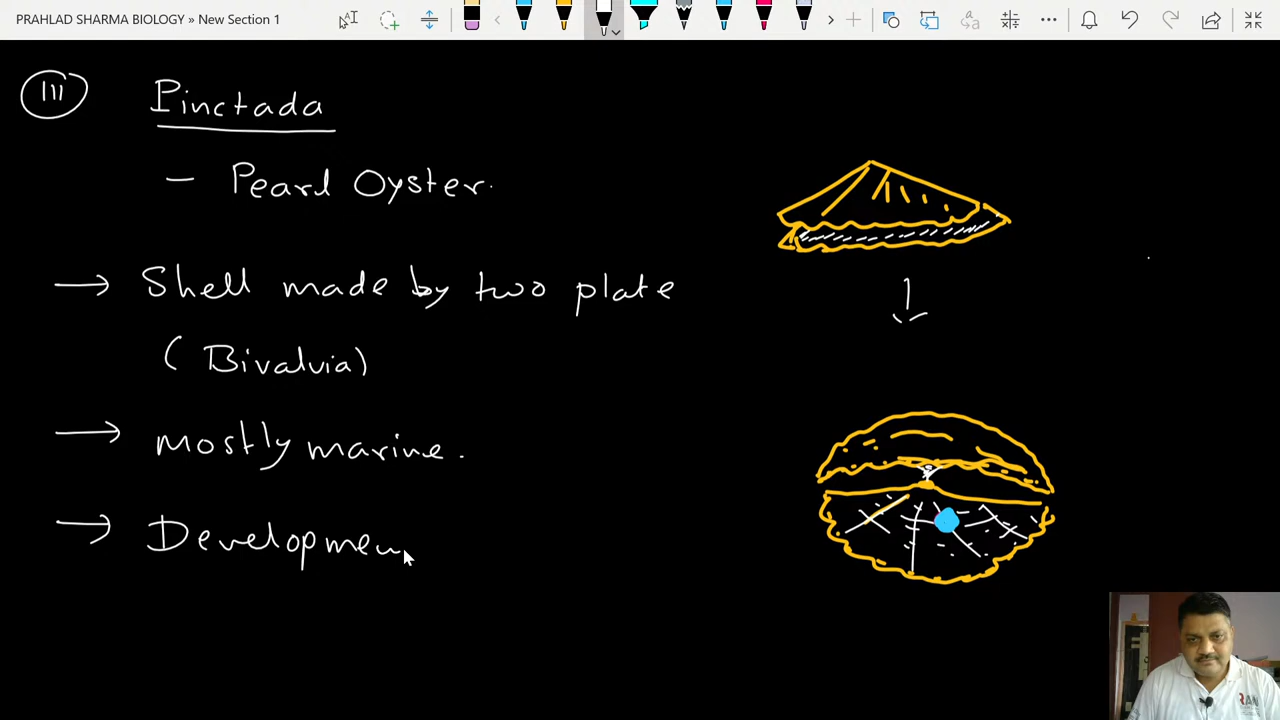 PRAHLAD SHARMA BIOLOGY » New Section 1
III Pinctada
- Pearl Oyster.
→ Shell made by two plate
(Bivalvia)
→ mostly marine.
→ Developmen